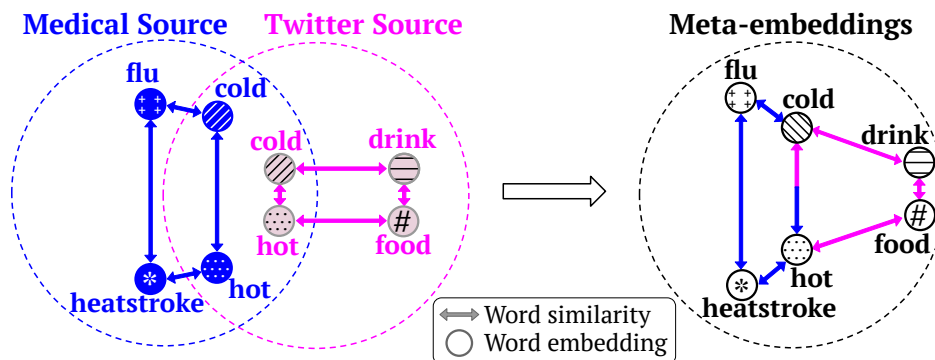 Medical Source
Twitter Source
Meta-embeddings
flu
cold
cold
drink
hot
food
heatstroke
hot
flu
cold
drink
food
hot
heatstroke
#
#
*
*
Word similarity
Word embedding